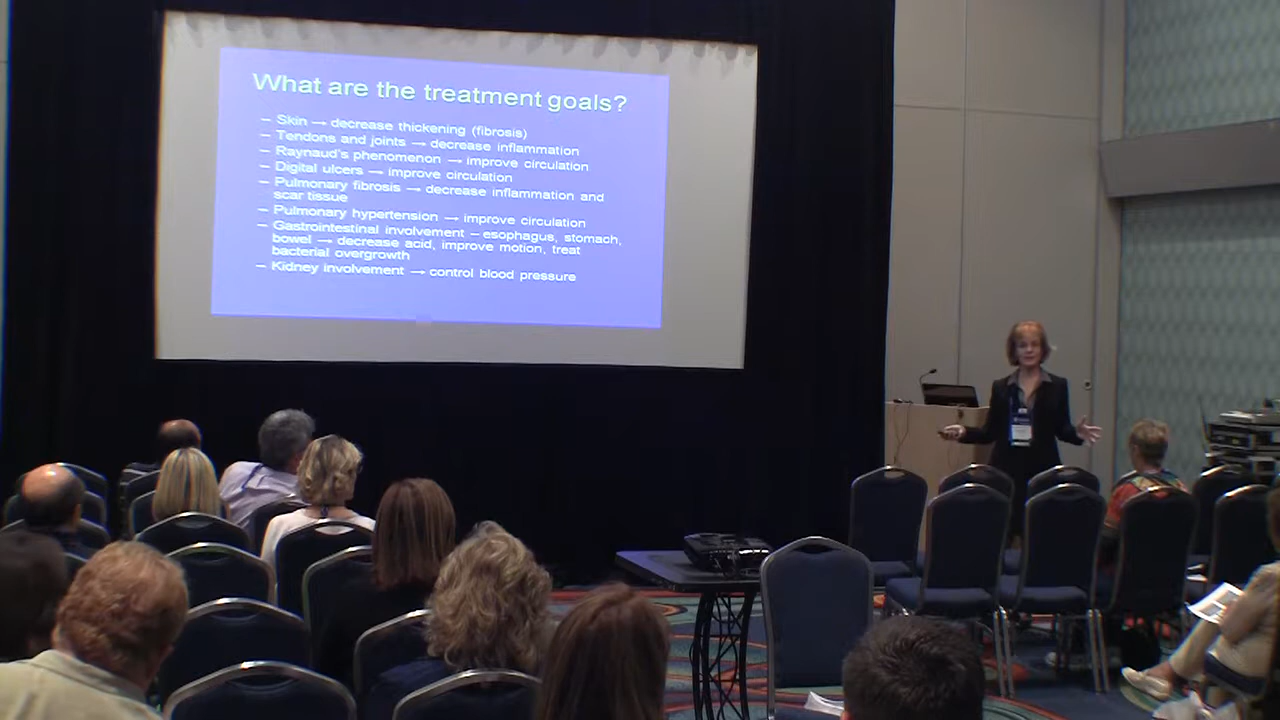 What are the treatment goals?
– Skin → decrease thickening (fibrosis)
– Tendons and joints → decrease inflammation
– Raynaud's phenomenon → improve circulation
– Digital ulcers → improve circulation
– Pulmonary fibrosis → decrease inflammation and
scar tissue
– Pulmonary hypertension → improve circulation
– Gastrointestinal involvement – esophagus, stomach,
bowel → decrease acid, improve motion, treat
bacterial overgrowth
– Kidney involvement → control blood pressure